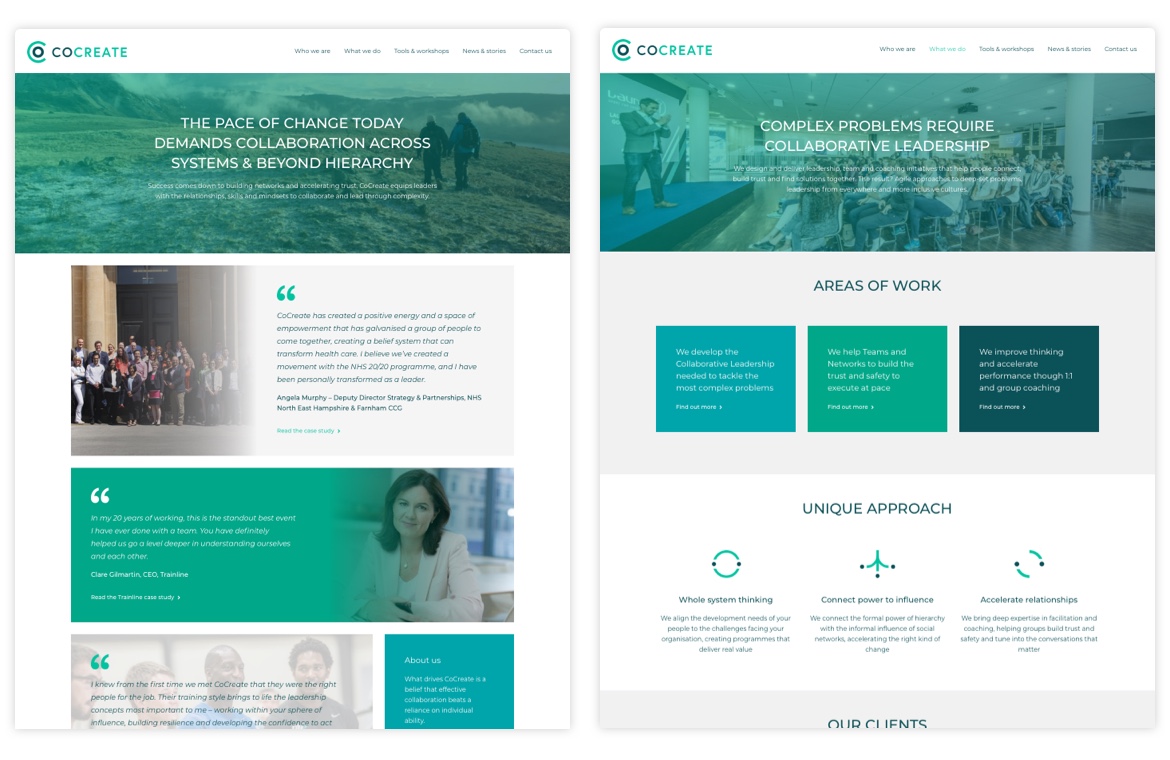 COCREATE
Who we are What we do Tools & workshops News & stories Contact us
THE PACE OF CHANGE TODAY
DEMANDS COLLABORATION ACROSS
SYSTEMS & BEYOND HIERARCHY
Success comes down to building networks and accelerating trust. CoCreate equips leaders
with the relationships, skills and mindsets to collaborate and lead through complexity.
CoCreate has created a positive energy and a space of
empowerment that has galvanised a group of people to
come together, creating a belief system that can
transform health care. I believe we've created a
movement with the NHS 20/20 programme, and I have
been personally transformed as a leader.
Angela Murphy – Deputy Director Strategy & Partnerships, NHS
North East Hampshire & Farnham CCG
Read the case study
In my 20 years of working, this is the standout best event
I have ever done with a team. You have definitely
helped us go a level deeper in understanding ourselves
and each other.
Clare Gilmartin, CEO, Trainline
Read the Trainline case study
I knew from the first time we met CoCreate that they were the right
people for the job. Their training style brings to life the leadership
concepts most important to me – working within your sphere of
influence, building resilience and developing the confidence to act
About us
What drives CoCreate is a
belief that effective
collaboration beats a
reliance on individual
ability.
COCREATE
Who we are What we do Tools & workshops News & stories Contact us
COMPLEX PROBLEMS REQUIRE
COLLABORATIVE LEADERSHIP
We design and deliver leadership, team and coaching initiatives that help people connect,
build trust and find solutions together. The result? Agile approaches to deep-set problems,
leadership from everywhere and more inclusive cultures.
AREAS OF WORK
We develop the
Collaborative Leadership
needed to tackle the
most complex problems
Find out more
We help Teams and
Networks to build the
trust and safety to
execute at pace
Find out more
We improve thinking
and accelerate
performance though 1:1
and group coaching
Find out more
UNIQUE APPROACH
Whole system thinking
We align the development needs of your
people to the challenges facing your
organisation, creating programmes that
deliver real value
Connect power to influence
We connect the formal power of hierarchy
with the informal influence of social
networks, accelerating the right kind of
change
Accelerate relationships
We bring deep expertise in facilitation and
coaching, helping groups build trust and
safety and tune into the conversations that
matter
OUR CLIENTS